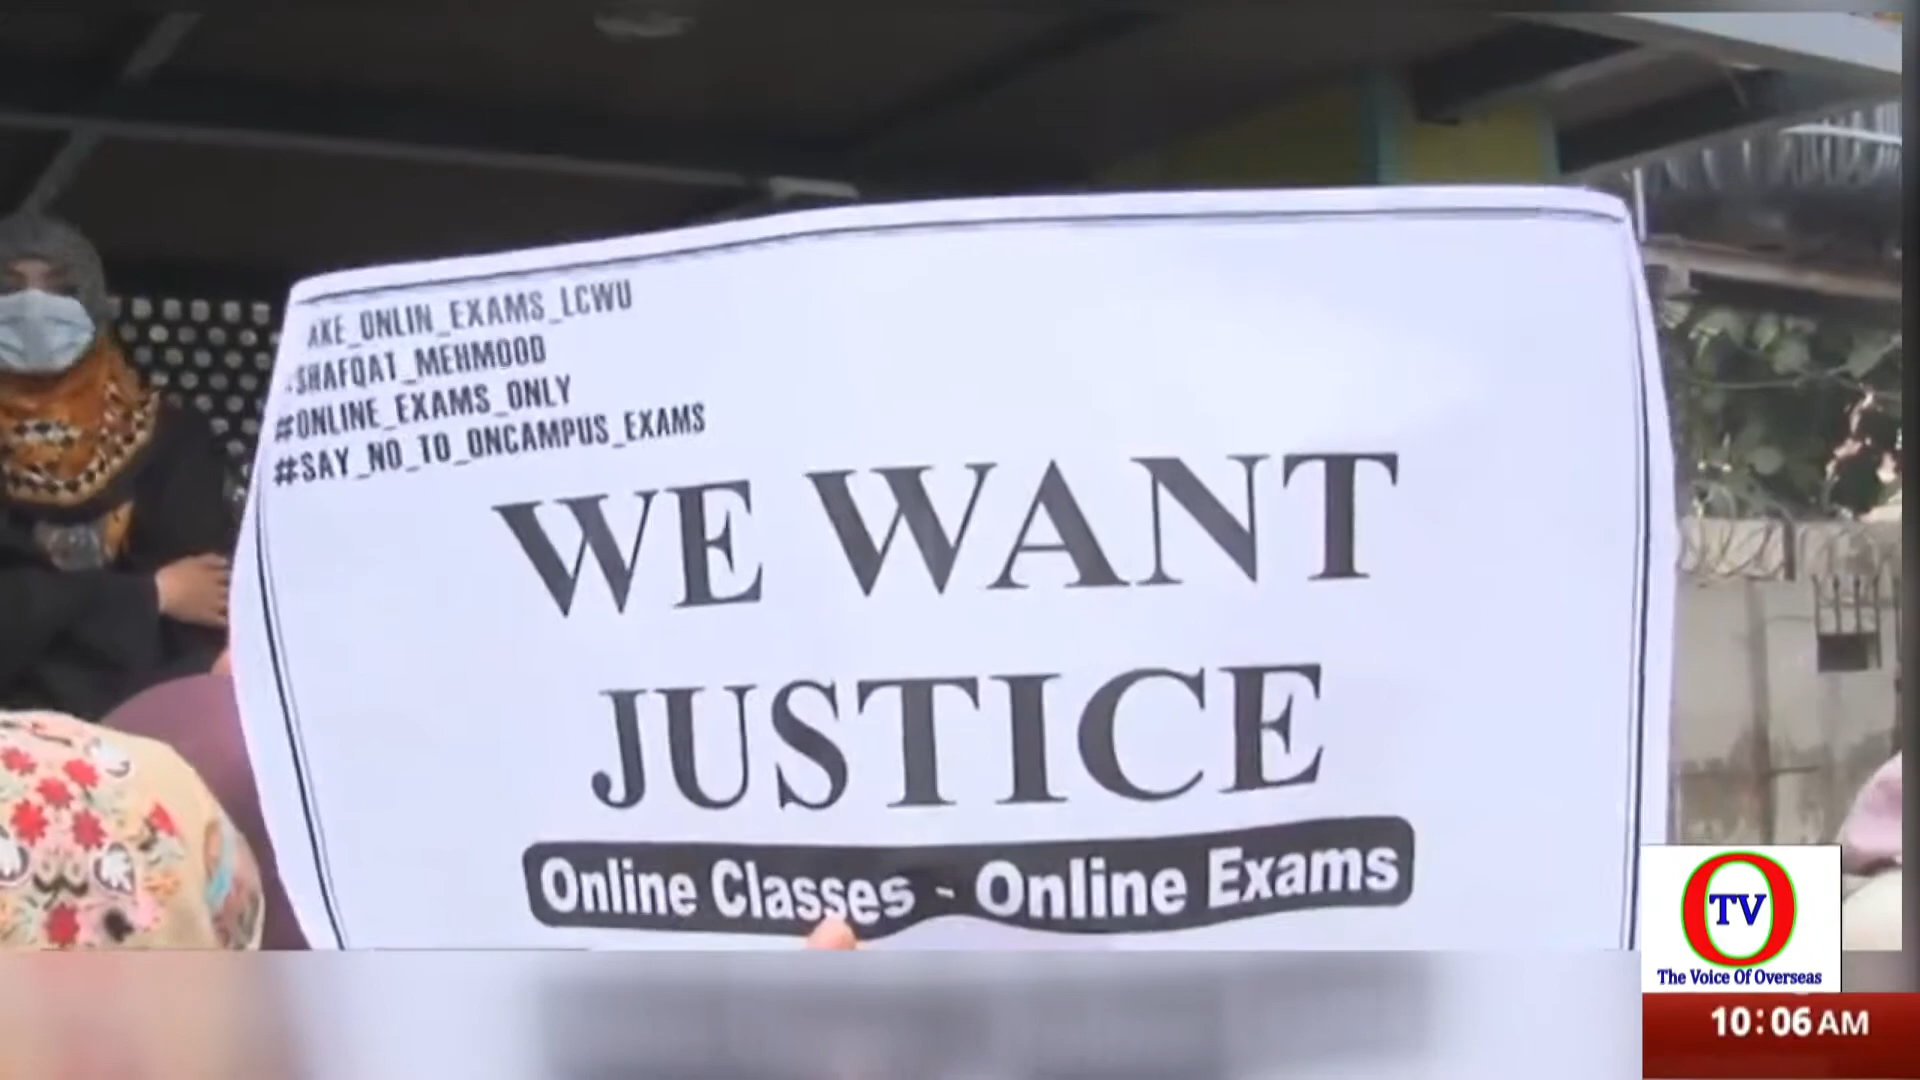 AKE_ONLIN_EXAMS_LCWU
#SHAFQAT_MEHMOOD
#ONLINE_EXAMS_ONLY
#SAY_NO_TO_ONCAMPUS_EXAMS
WE WANT
JUSTICE
Online Classes - Online Exams
TV
The Voice Of Overseas
10:06 AM